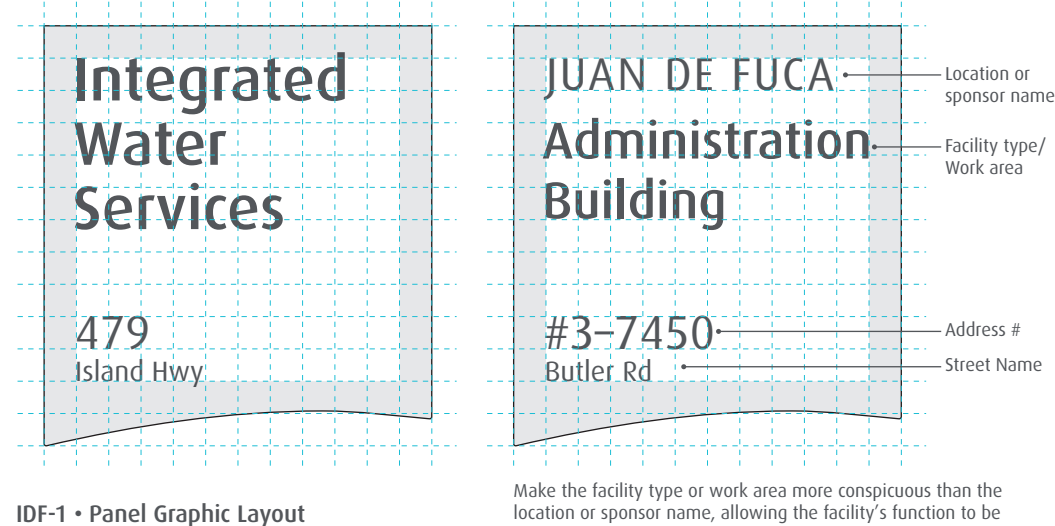 Integrated
Water
Services
479
Island Hwy
JUAN DE FUCA
Administration
Building
#3–7450
Butler Rd
Location or
sponsor name
Facility type/
Work area
Address #
Street Name
IDF-1 • Panel Graphic Layout
Make the facility type or work area more conspicuous than the
location or sponsor name, allowing the facility’s function to be